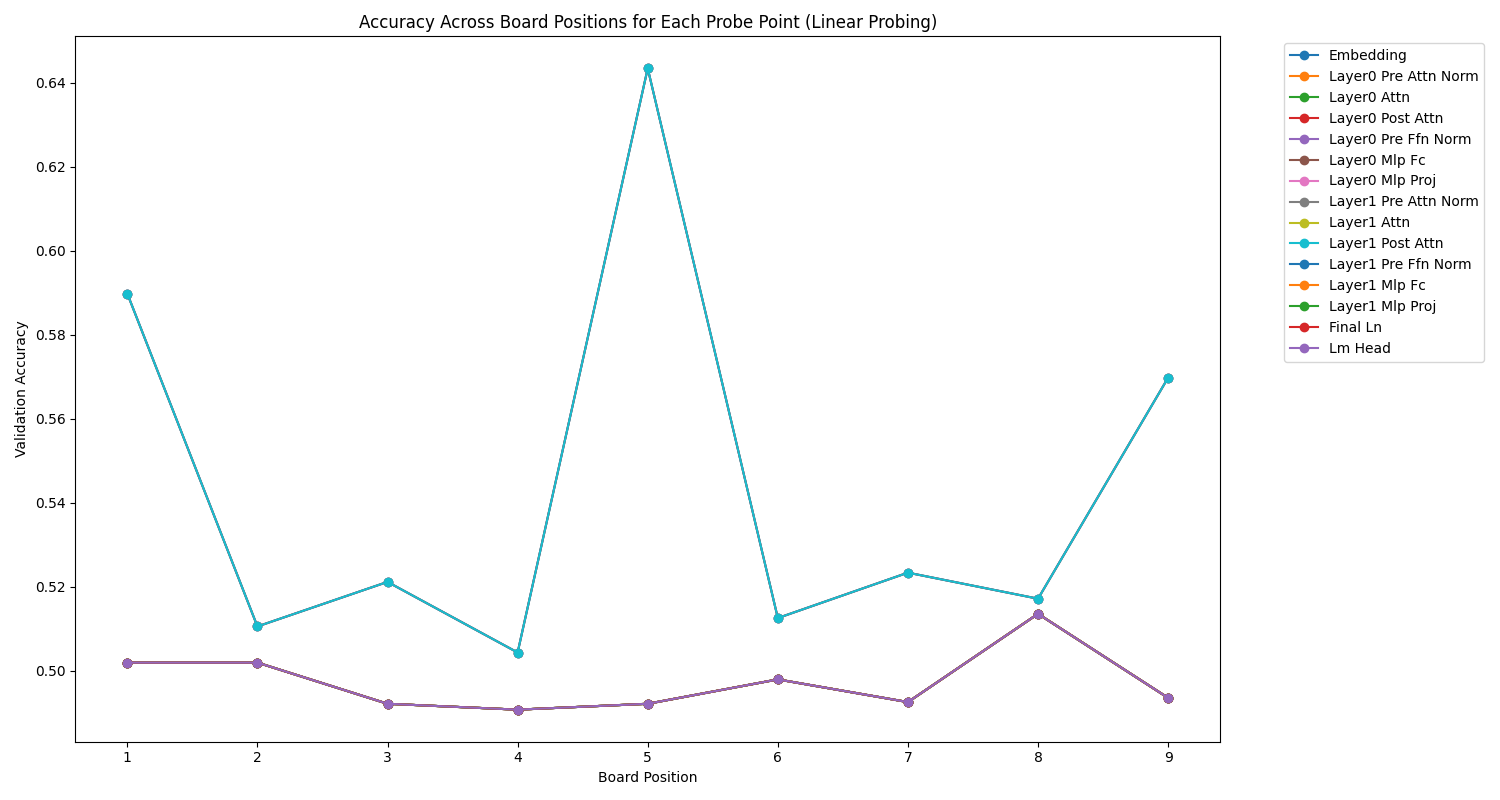 Accuracy Across Board Positions for Each Probe Point (Linear Probing)
Validation Accuracy
0.64
0.62
0.60
0.58
0.56
0.54
0.52
0.50
1 2 3 4 5 6 7 8 9
Board Position
Embedding
Layer0 Pre Attn Norm
Layer0 Attn
Layer0 Post Attn
Layer0 Pre Ffn Norm
Layer0 Mlp Fc
Layer0 Mlp Proj
Layer1 Pre Attn Norm
Layer1 Attn
Layer1 Post Attn
Layer1 Pre Ffn Norm
Layer1 Mlp Fc
Layer1 Mlp Proj
Final Ln
Lm Head